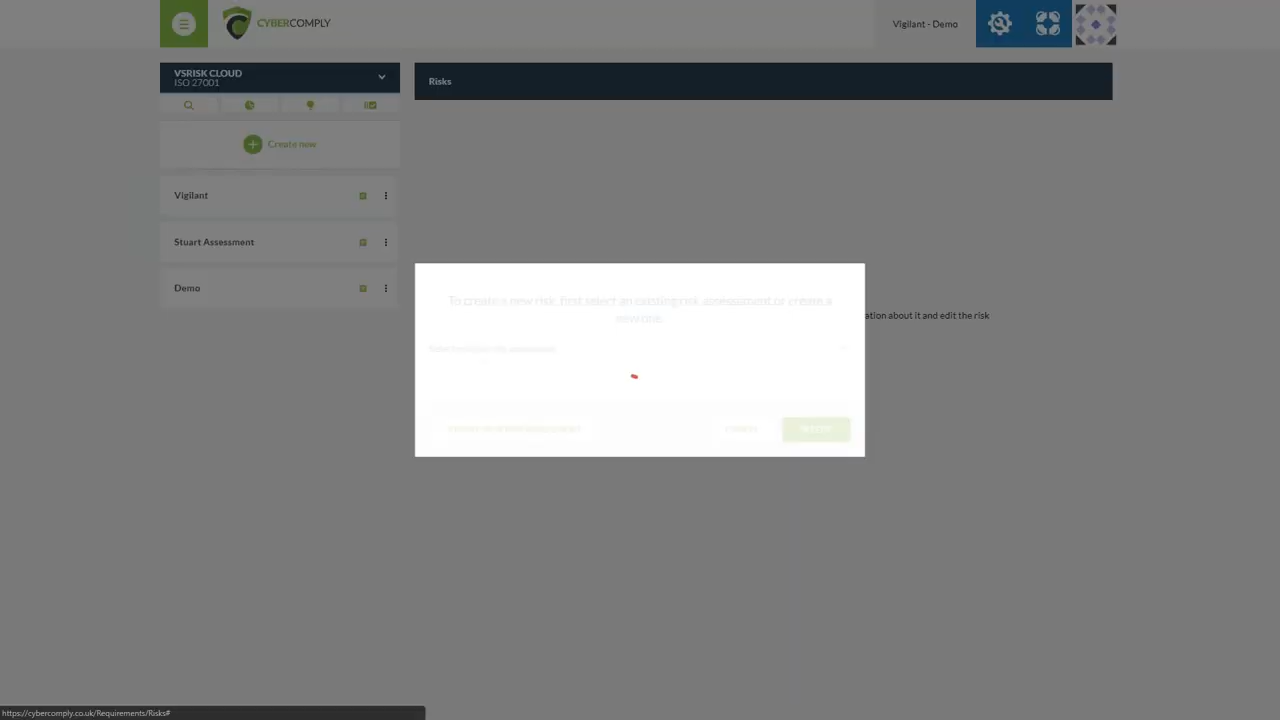 CYBERCOMPLY
Vigilant - Demo
VSRISK CLOUD
ISO 27001
Risks
Create new
Vigilant
Stuart Assessment
Demo
To create a new risk, first select an existing risk assessment or create a
new one.
ation about it and edit the risk
CANCEL
SELECT
https://cybercomply.co.uk/Requirements/Risks#